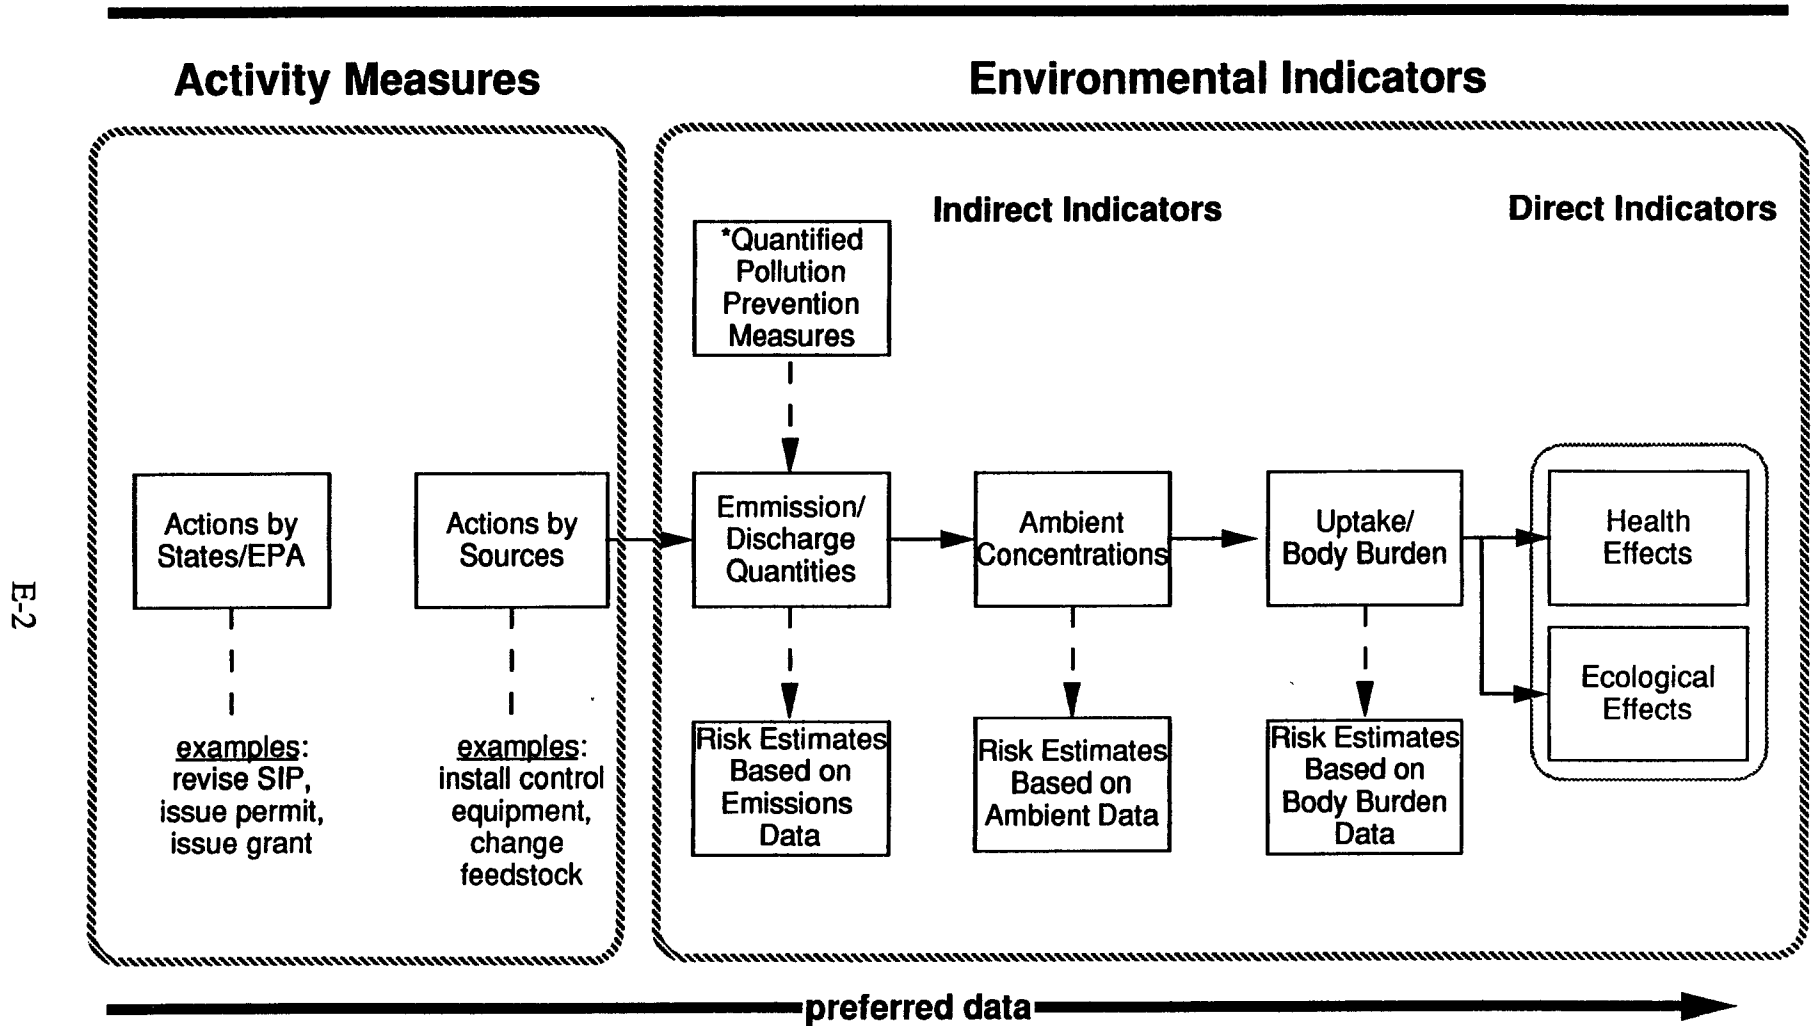 Activity Measures
Environmental Indicators
Indirect Indicators
Direct Indicators
*Quantified
Pollution
Prevention
Measures
Actions by
States/EPA
Actions by
Sources
Emmission/
Discharge
Quantities
Ambient
Concentrations
Uptake/
Body Burden
Health
Effects
Ecological
Effects
examples:
revise SIP,
issue permit,
issue grant
examples:
install control
equipment,
change
feedstock
Risk Estimates
Based on
Emissions
Data
Risk Estimates
Based on
Ambient Data
Risk Estimates
Based on
Body Burden
Data
preferred data
E-2